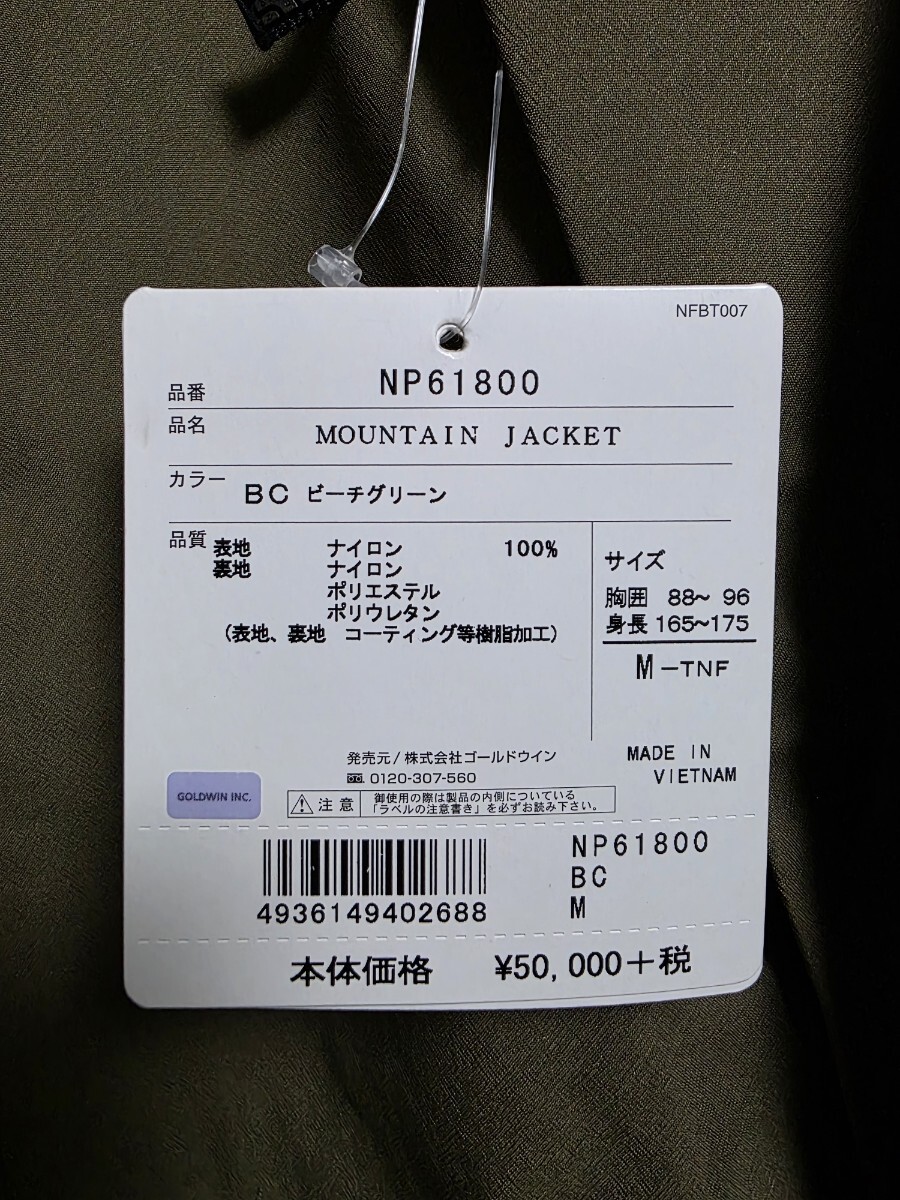 NFBT007
品番 NP61800
品名 MOUNTAIN JACKET
カラー BC ビーチグリーン
品質 表地 ナイロン 100%
裏地 ナイロン
ポリエステル
ポリウレタン
(表地、裏地 コーティング等樹脂加工)
サイズ
胸囲 88~ 96
身長 165~175
M-TNF
発売元/株式会社ゴールドウイン
0120-307-560
MADE IN
VIETNAM
GOLDWIN INC.
注意 御使用の際は製品の内側についている
「ラベルの注意書き」を必ずお読み下さい。
4936149402688
NP61800
BC
M
本体価格 ¥50,000+税